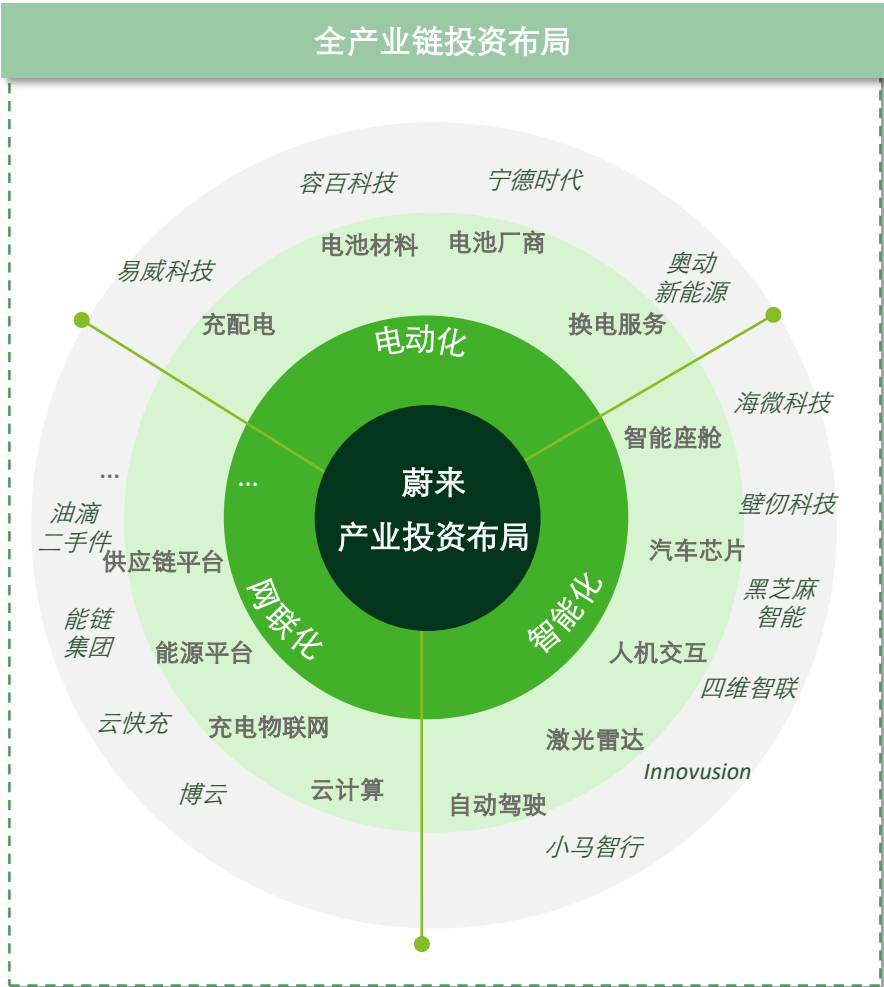 全产业链投资布局
容百科技
宁德时代
电池材料
电池厂商
奥动
新能源
易威科技
充配电
换电服务
电动化
海微科技
智能座舱
蔚来
产业投资布局
…
…
壁仞科技
油滴
二手件
供应链平台
汽车芯片
黑芝麻
智能
网联化
智能化
能链
集团
能源平台
人机交互
四维智联
云快充
充电物联网
激光雷达
Innovusion
博云
云计算
自动驾驶
小马智行